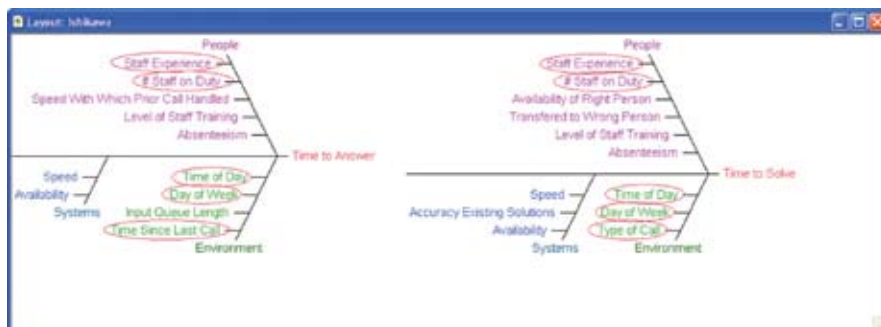 Layout: Ishikawa
People
Staff Experience
# Staff on Duty
Speed With Which Prior Call Handled
Level of Staff Training
Absenteeism
Time to Answer
Speed
Availability
Systems
Time of Day
Day of Week
Input Queue Length
Time Since Last Call
Environment
People
Staff Experience
# Staff on Duty
Availability of Right Person
Transfered to Wrong Person
Level of Staff Training
Absenteeism
Time to Solve
Speed
Accuracy Existing Solutions
Availability
Systems
Time of Day
Day of Week
Type of Call
Environment